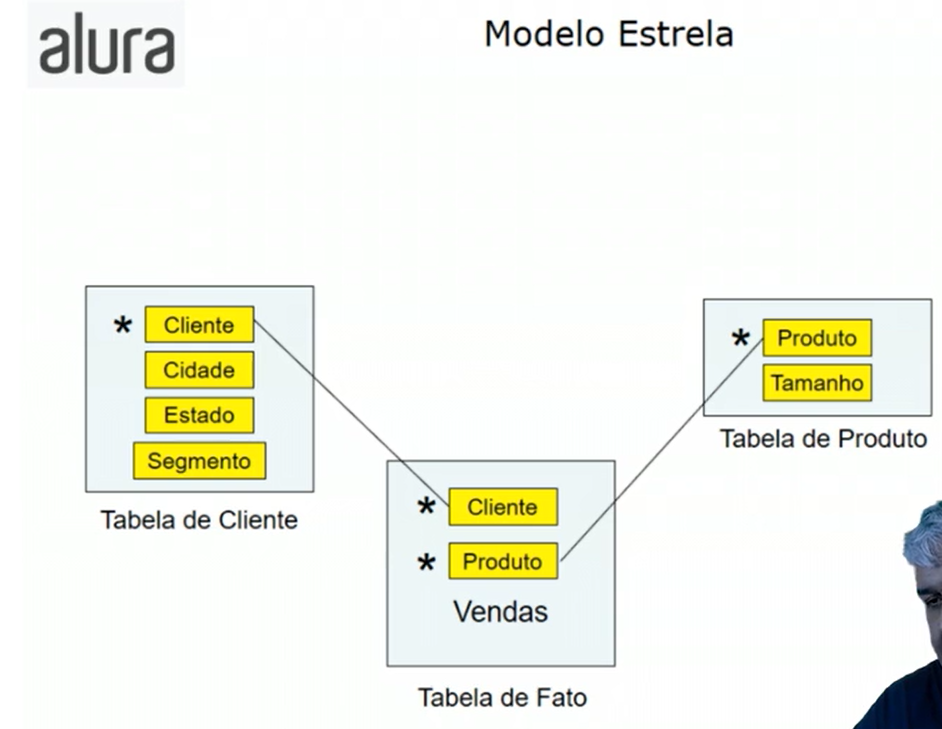 alura
Modelo Estrela
* Cliente
Cidade
Estado
Segmento
Tabela de Cliente
* Produto
Tamanho
Tabela de Produto
* Cliente
* Produto
Vendas
Tabela de Fato